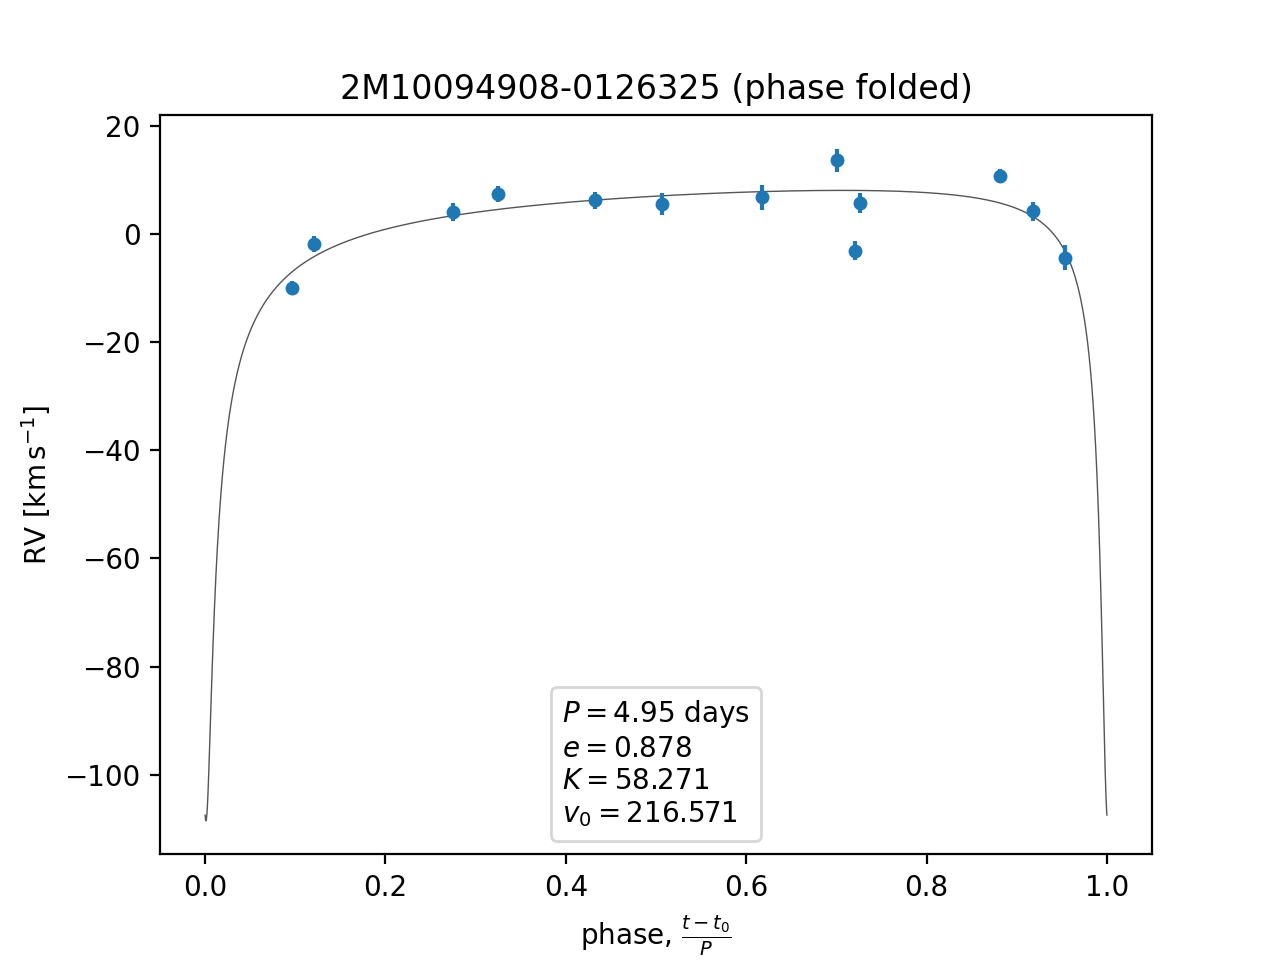 2M10094908-0126325 (phase folded)
20
0
−20
−40
−60
−80
−100
RV [km s⁻¹]
P = 4.95 days
e = 0.878
K = 58.271
v₀ = 216.571
0.0 0.2 0.4 0.6 0.8 1.0
phase, (t − t₀)/P